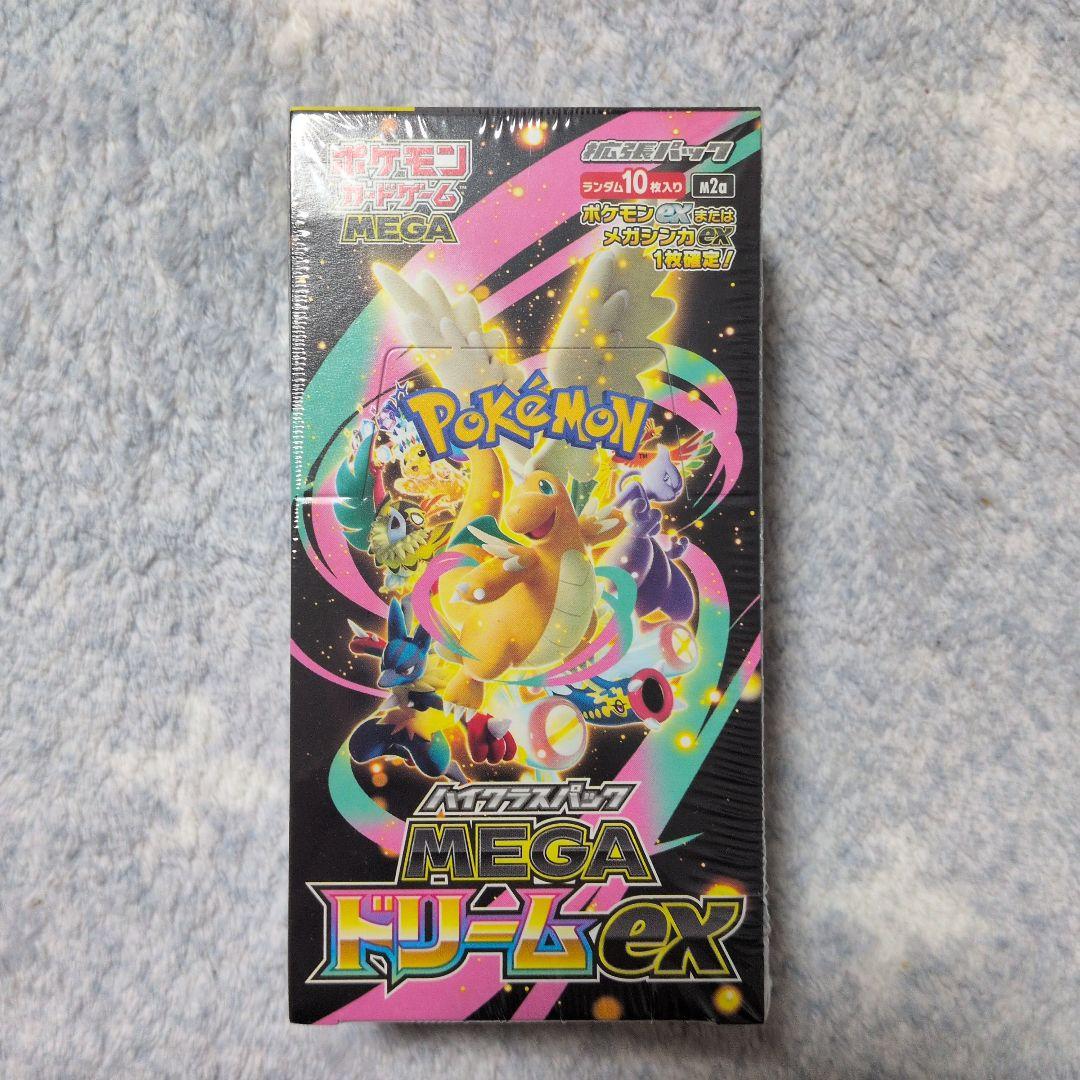 ポケモン
カードゲーム™
MEGA
拡張パック
ランダム10枚入り M2a
ポケモンexまたは
メガシンカex
1枚確定!
POKÉMON™
ハイクラスパック
MEGA
ドリームex